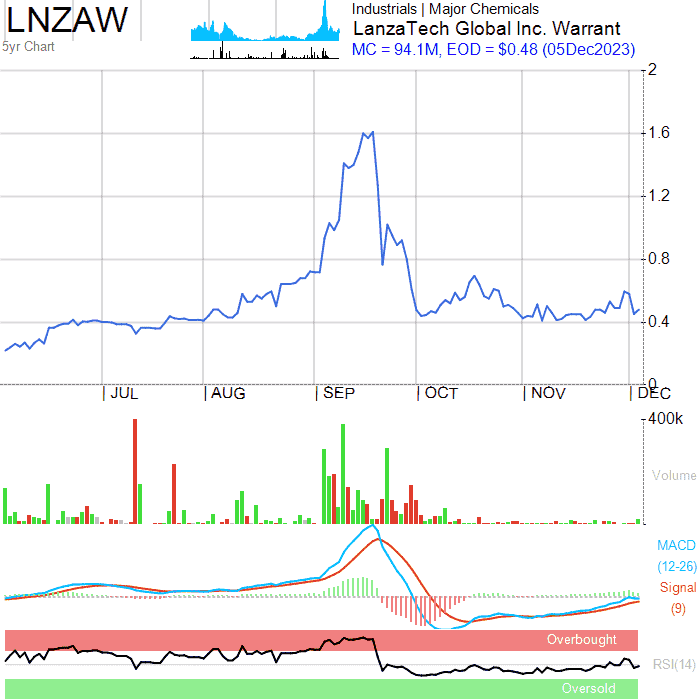 LNZAW
5yr Chart
Industrials | Major Chemicals
LanzaTech Global Inc. Warrant
MC = 94.1M, EOD = $0.48 (05Dec2023)
2
1.6
1.2
0.8
0.4
0
JUL AUG SEP OCT NOV DEC
400k
Volume
MACD
(12-26)
Signal
(9)
Overbought
RSI(14)
Oversold